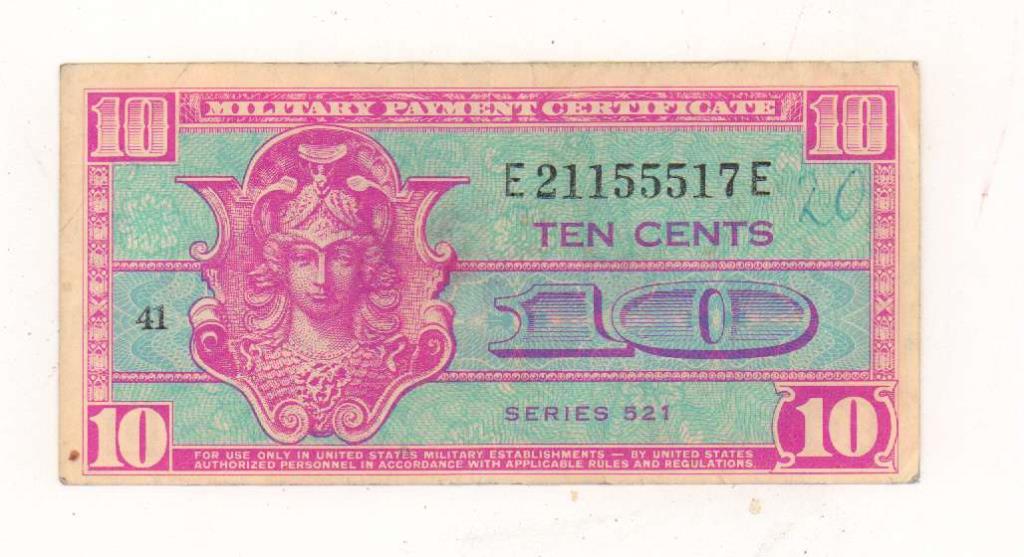 10 MILITARY PAYMENT CERTIFICATE 10
E21155517E
20
TEN CENTS
41
10
SERIES 521
10 10
FOR USE ONLY IN UNITED STATES MILITARY ESTABLISHMENTS — BY UNITED STATES
AUTHORIZED PERSONNEL IN ACCORDANCE WITH APPLICABLE RULES AND REGULATIONS.